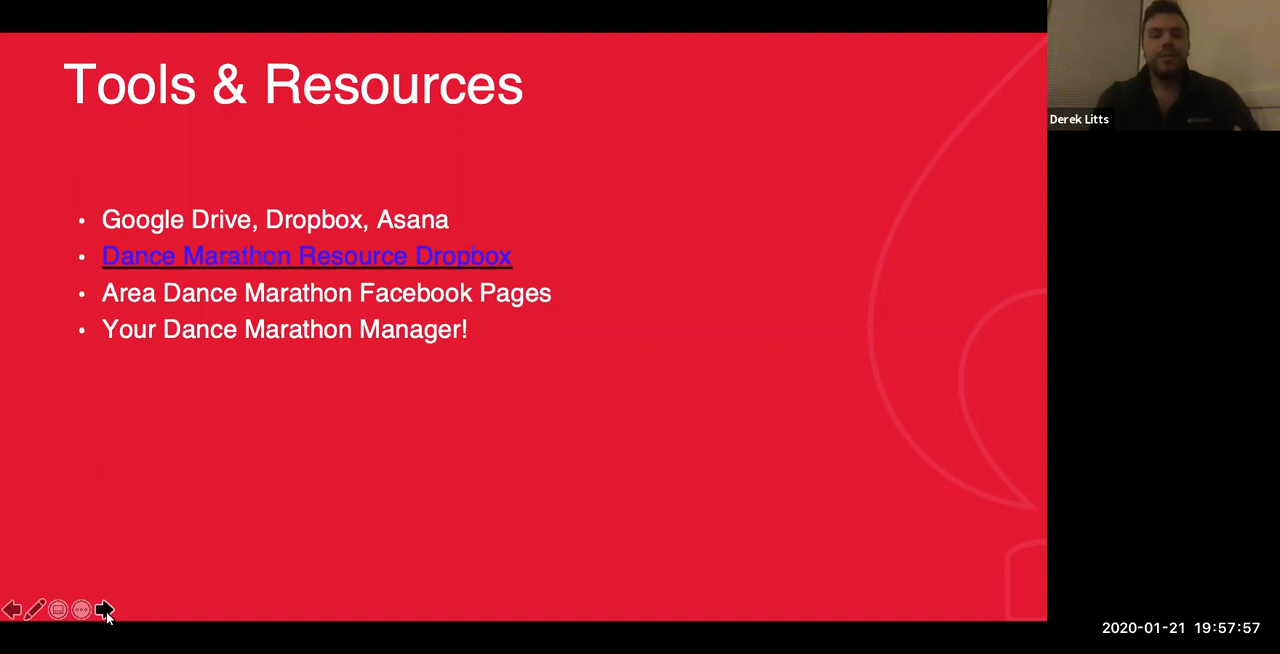 Tools & Resources
Google Drive, Dropbox, Asana
Dance Marathon Resource Dropbox
Area Dance Marathon Facebook Pages
Your Dance Marathon Manager!
Derek Litts
2020-01-21 19:57:57